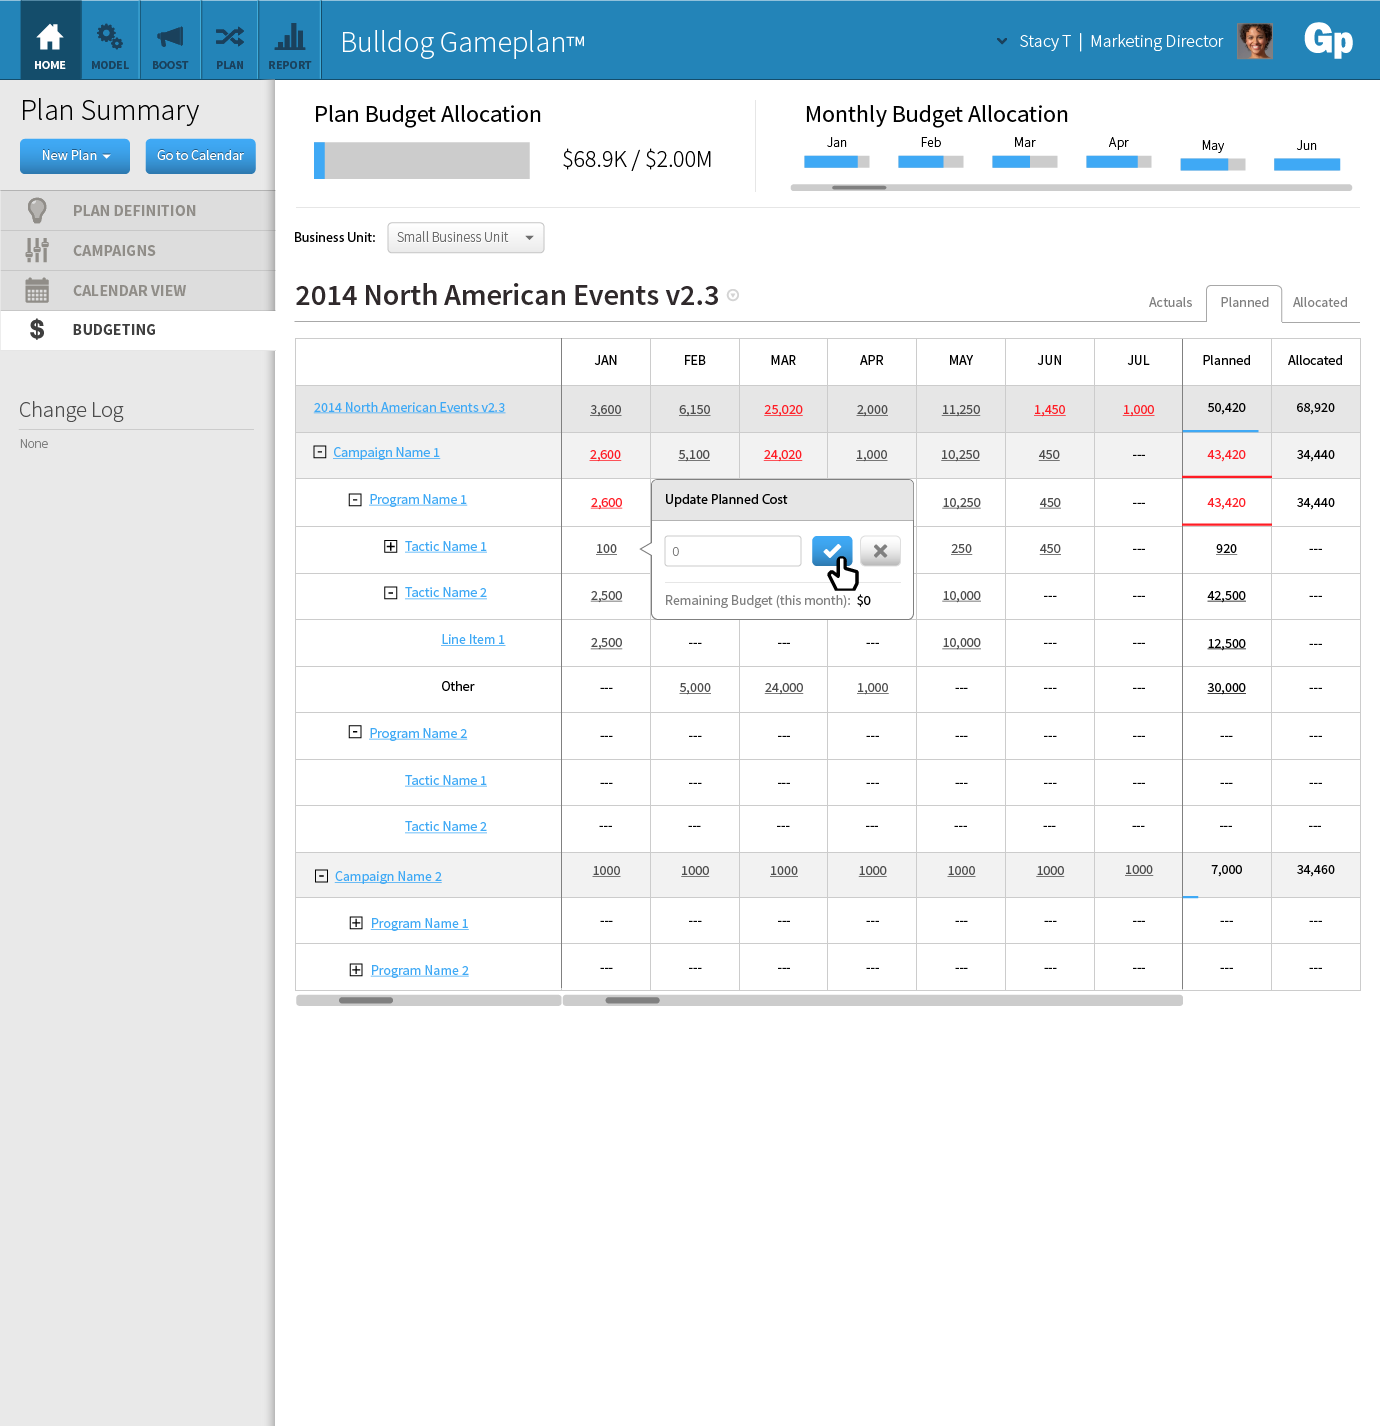 HOME MODEL BOOST PLAN REPORT
Bulldog Gameplan™
Stacy T | Marketing Director
Gp
Plan Summary
New Plan
Go to Calendar
PLAN DEFINITION
CAMPAIGNS
CALENDAR VIEW
$ BUDGETING
Change Log
None
Plan Budget Allocation
$68.9K / $2.00M
Monthly Budget Allocation
Jan Feb Mar Apr May Jun
Business Unit: Small Business Unit
2014 North American Events v2.3
Actuals Planned Allocated
JAN FEB MAR APR MAY JUN JUL Planned Allocated
2014 North American Events v2.3 3,600 6,150 25,020 2,000 11,250 1,450 1,000 50,420 68,920
Campaign Name 1 2,600 5,100 24,020 1,000 10,250 450 --- 43,420 34,440
Program Name 1 2,600 10,250 450 --- 43,420 34,440
Tactic Name 1 100 250 450 --- 920 ---
Tactic Name 2 2,500 10,000 --- --- 42,500 ---
Update Planned Cost
0
Remaining Budget (this month): $0
Line Item 1 2,500 --- --- --- 10,000 --- --- 12,500 ---
Other --- 5,000 24,000 1,000 --- --- --- 30,000 ---
Program Name 2 --- --- --- --- --- --- --- --- ---
Tactic Name 1 --- --- --- --- --- --- --- --- ---
Tactic Name 2 --- --- --- --- --- --- --- --- ---
Campaign Name 2 1000 1000 1000 1000 1000 1000 1000 7,000 34,460
Program Name 1 --- --- --- --- --- --- --- --- ---
Program Name 2 --- --- --- --- --- --- --- --- ---